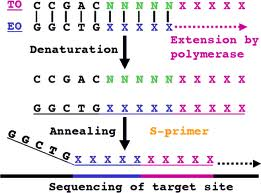 TO C C G A C N N N N N X X X X X
EO G G C T G X X X X X
Extension by
polymerase
Denaturation
C C G A C N N N N N X X X X X
G G C T G X X X X X X X X X X
Annealing S-primer
G G C T G X X X X X X X X X X
Sequencing of target site